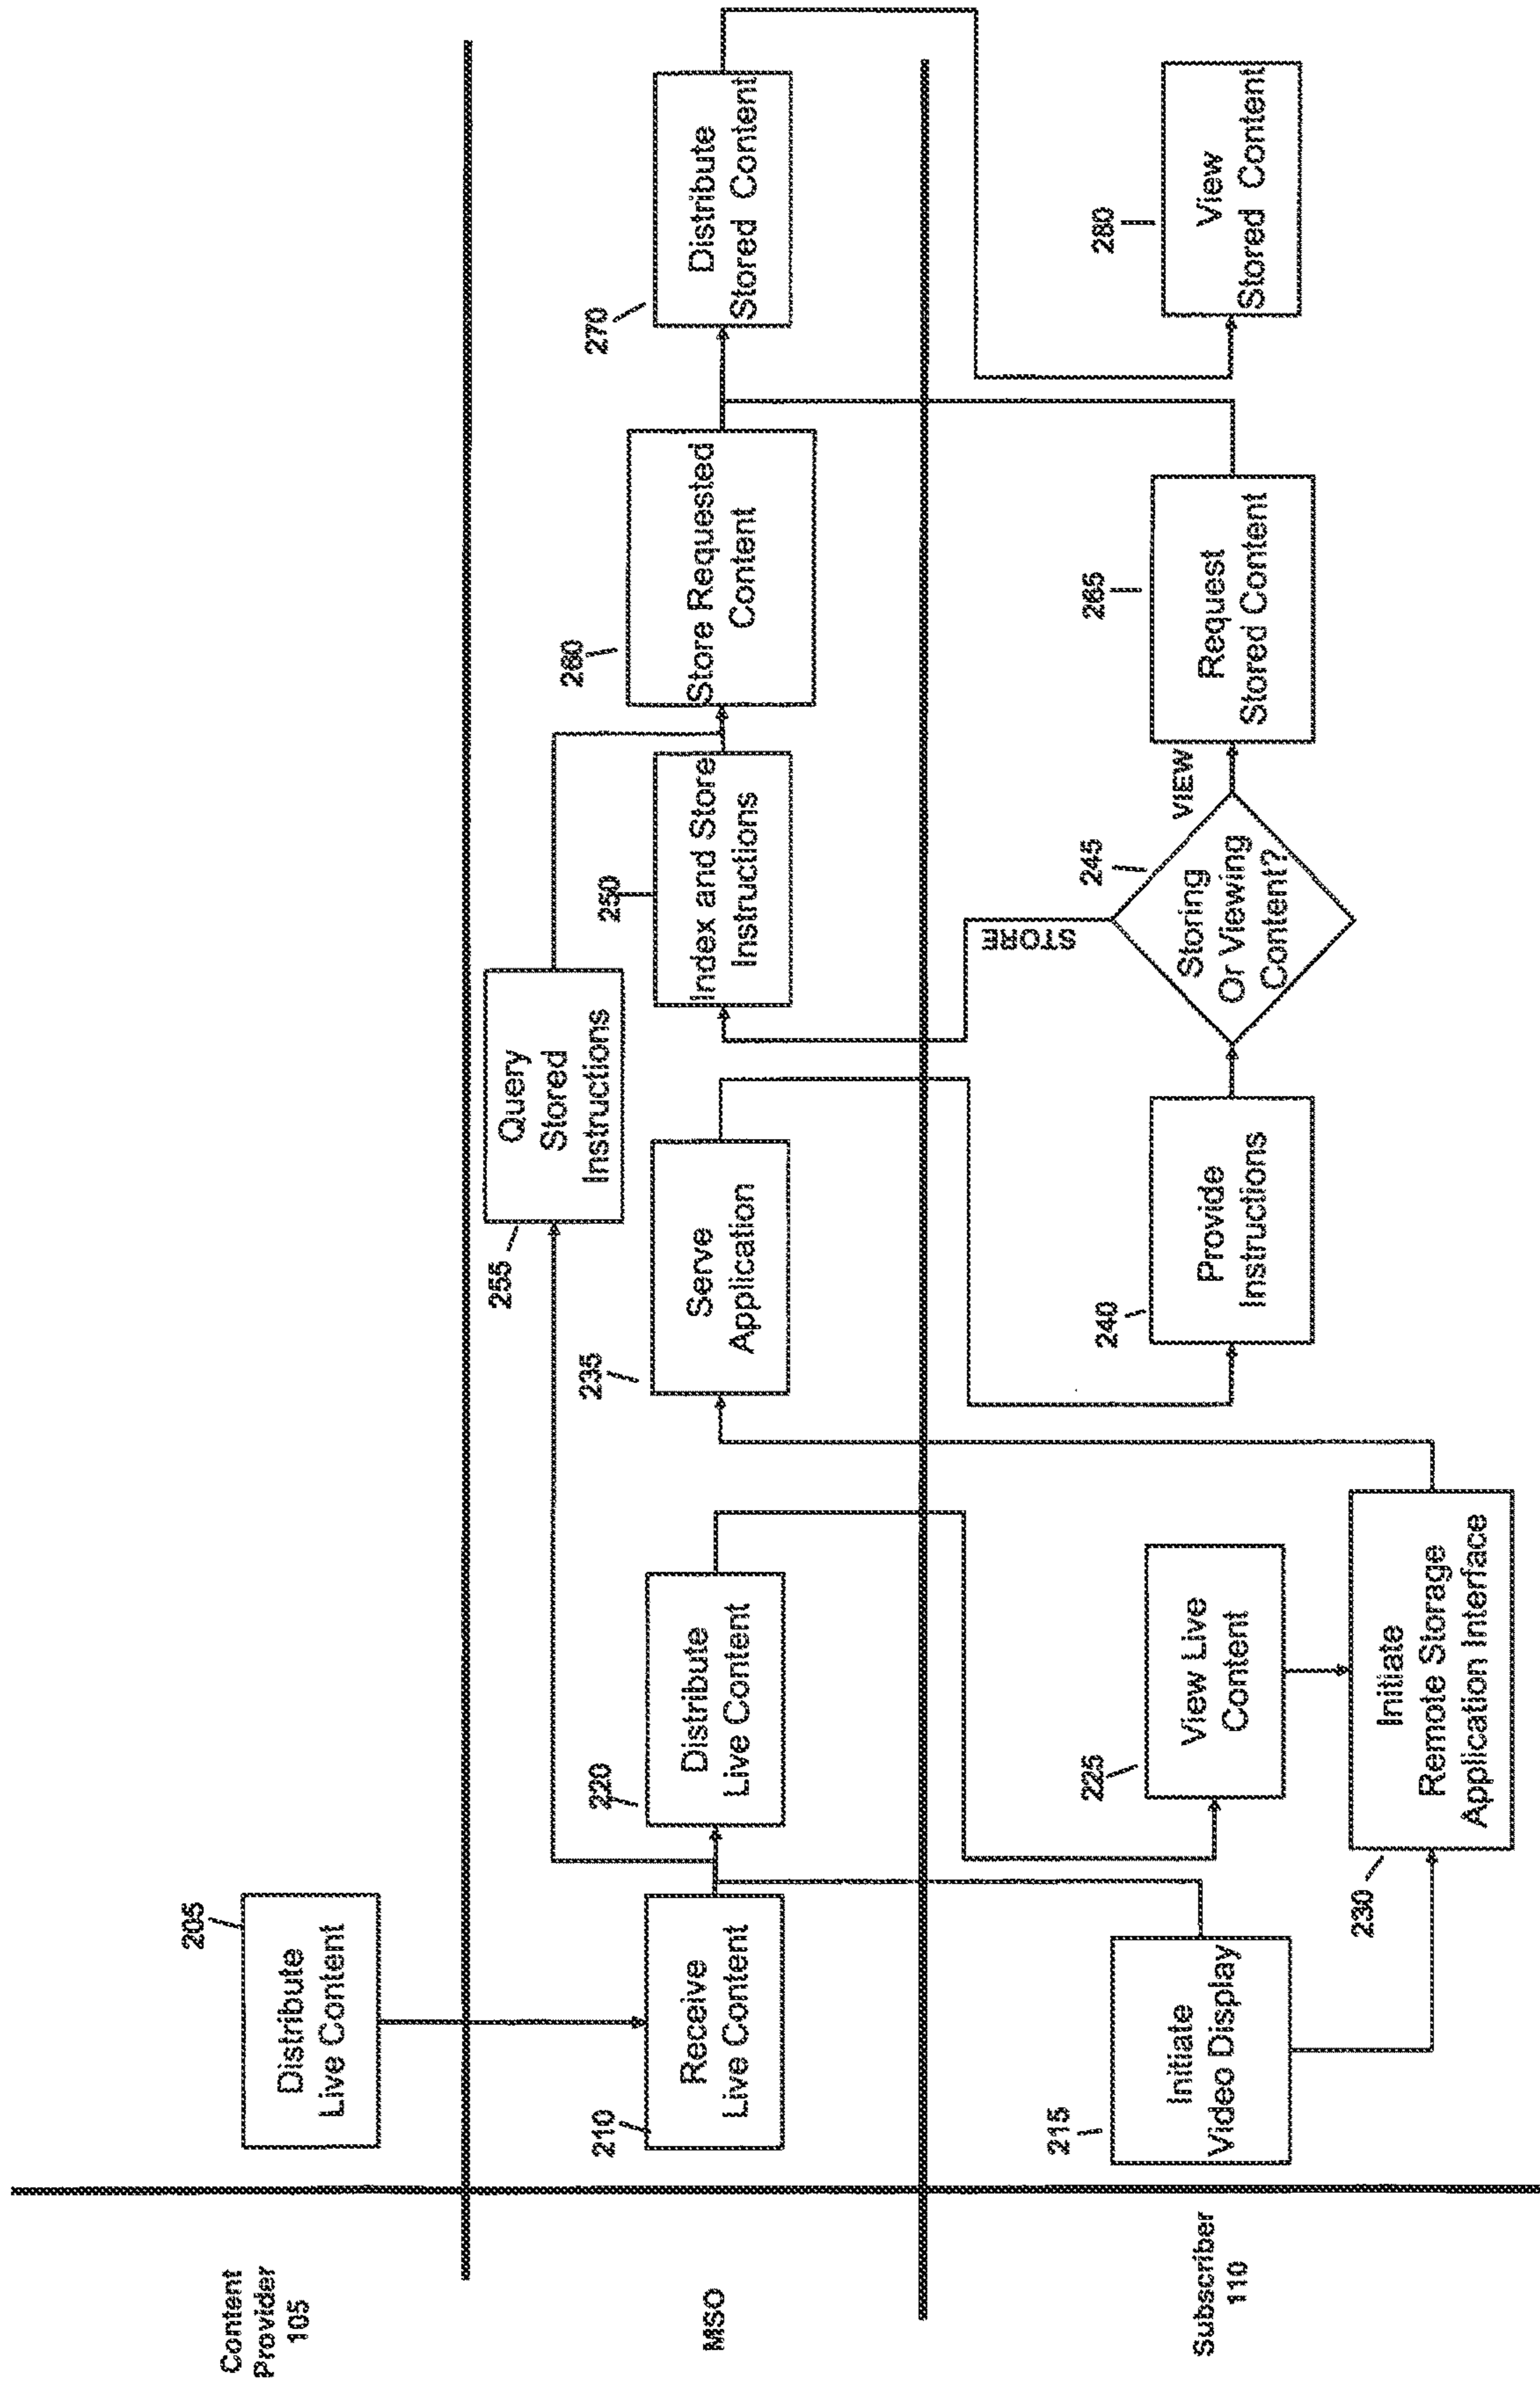 Content
Provider
105
205
Distribute
Live Content
MSO
210
Receive
Live Content
220
Distribute
Live Content
235
Serve
Application
255
Query
Stored
Instructions
250
Index and Store
Instructions
260
Store Requested
Content
270
Distribute
Stored Content
Subscriber
110
215
Initiate
Video Display
225
View Live
Content
230
Initiate
Remote Storage
Application Interface
240
Provide
Instructions
245
Storing
Or Viewing
Content?
STORE
VIEW
265
Request
Stored Content
280
View
Stored Content